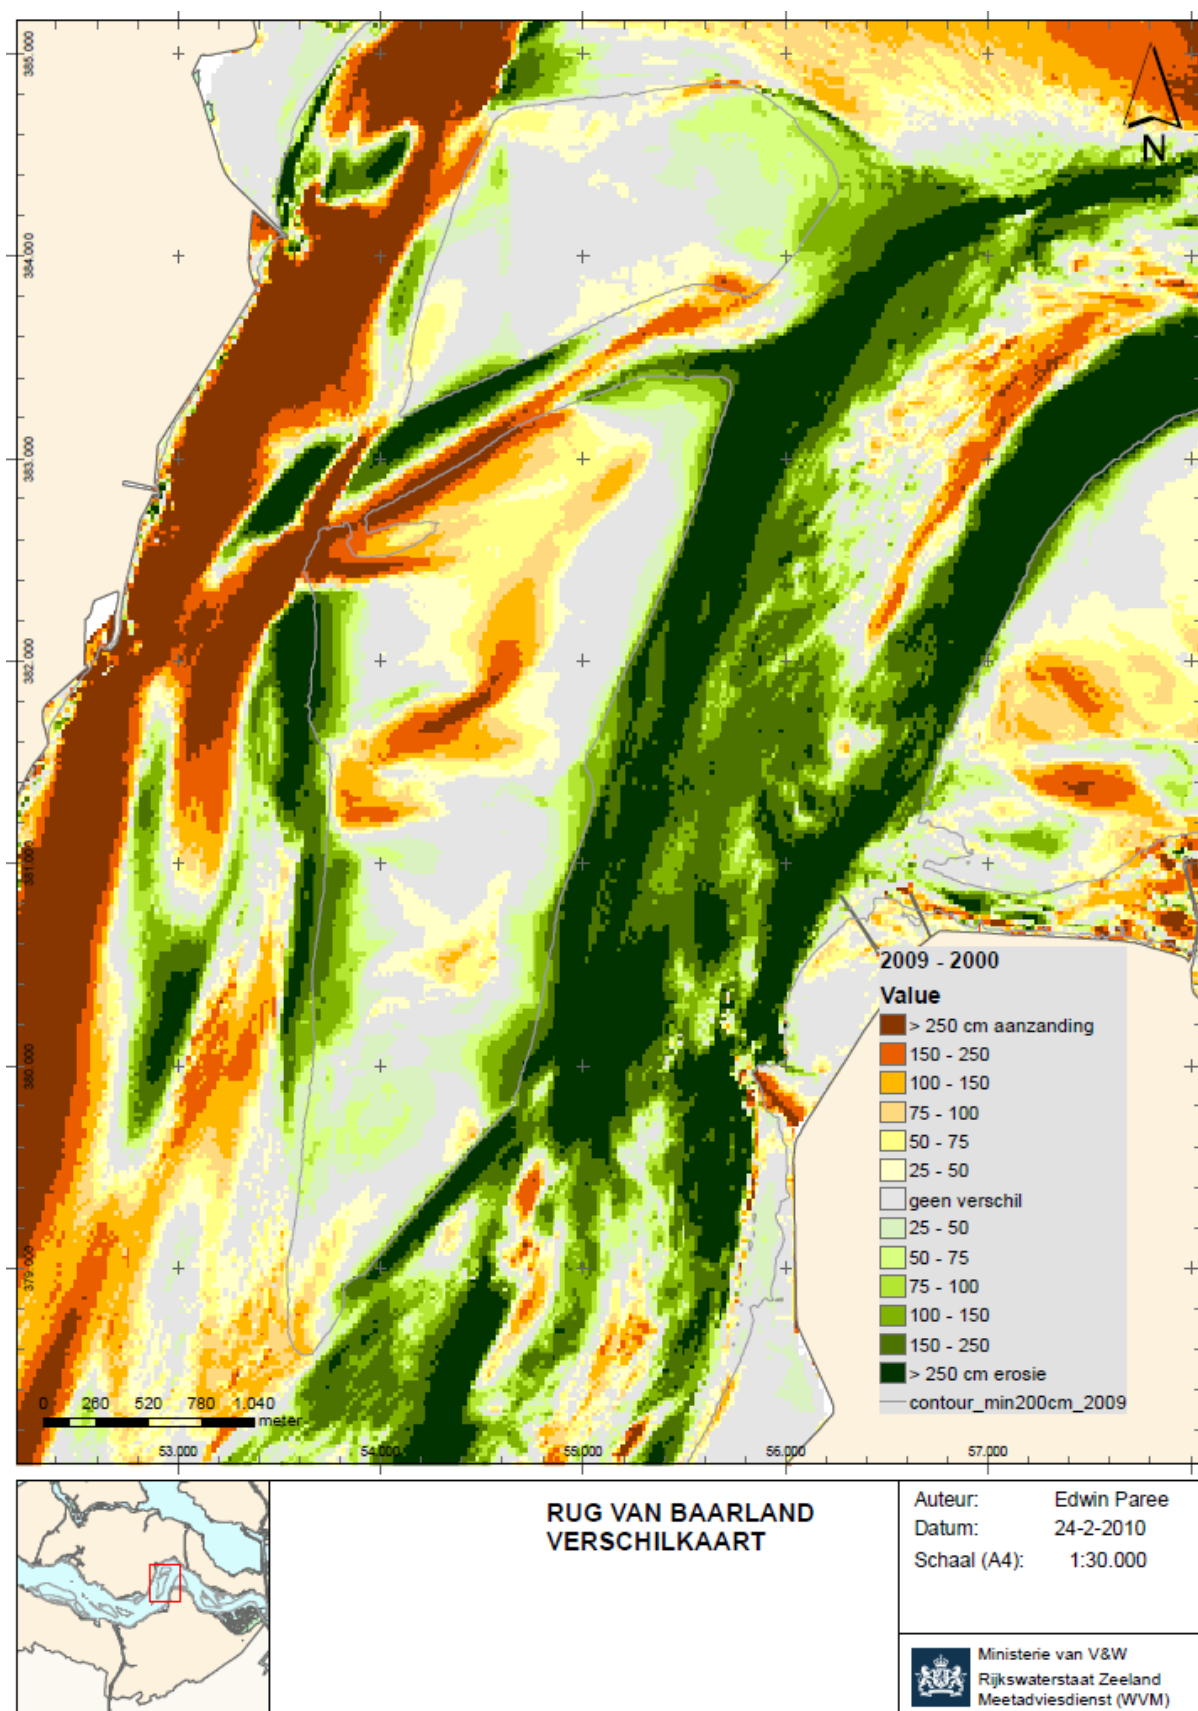 385.000
N
384.000
383.000
382.000
381.000
380.000
379.000
2009 - 2000
Value
> 250 cm aanzanding
150 - 250
100 - 150
75 - 100
50 - 75
25 - 50
geen verschil
25 - 50
50 - 75
75 - 100
100 - 150
150 - 250
> 250 cm erosie
contour_min200cm_2009
0 260 520 780 1.040
meter
53.000 54.000 55.000 56.000 57.000
RUG VAN BAARLAND
VERSCHILKAART
Auteur: Edwin Paree
Datum: 24-2-2010
Schaal (A4): 1:30.000
Ministerie van V&W
Rijkswaterstaat Zeeland
Meetadviesdienst (WVM)